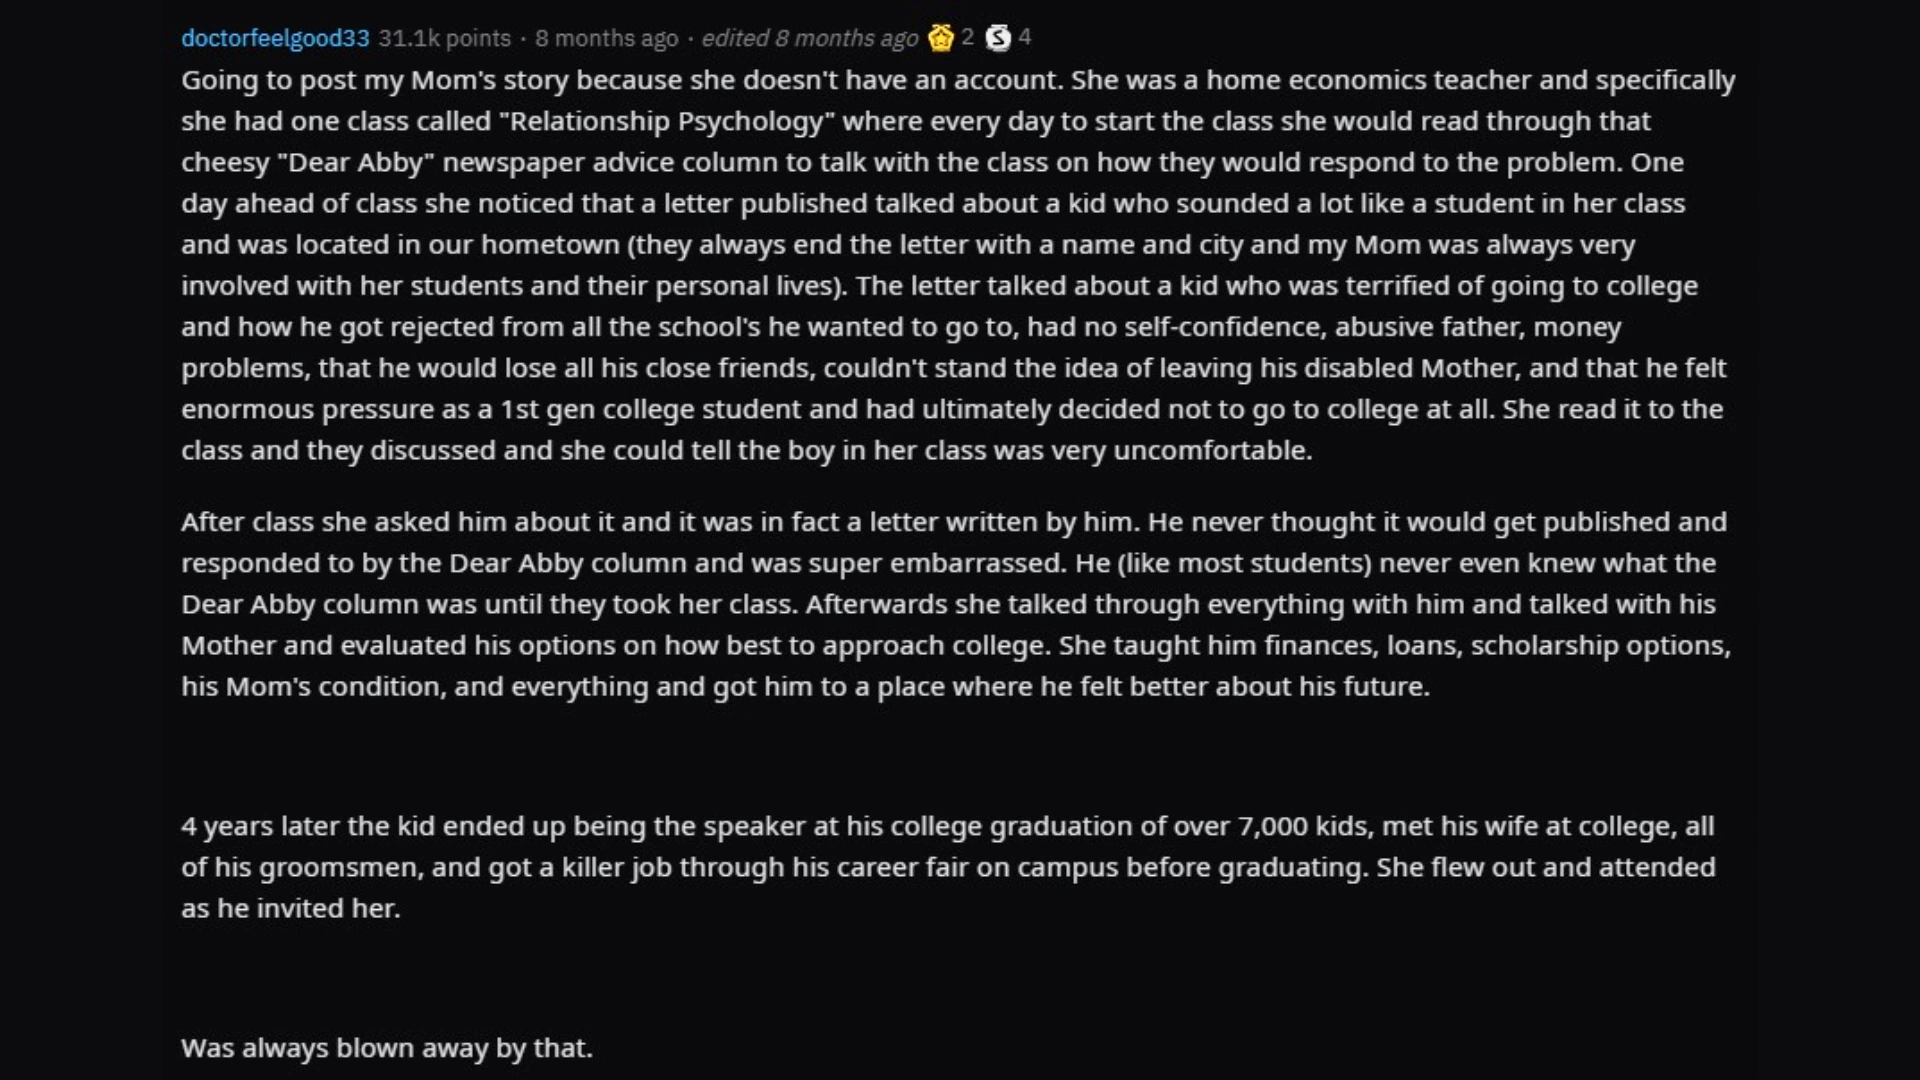 doctorfeelgood33 31.1k points · 8 months ago · edited 8 months ago 2 S 4
Going to post my Mom's story because she doesn't have an account. She was a home economics teacher and specifically
she had one class called "Relationship Psychology" where every day to start the class she would read through that
cheesy "Dear Abby" newspaper advice column to talk with the class on how they would respond to the problem. One
day ahead of class she noticed that a letter published talked about a kid who sounded a lot like a student in her class
and was located in our hometown (they always end the letter with a name and city and my Mom was always very
involved with her students and their personal lives). The letter talked about a kid who was terrified of going to college
and how he got rejected from all the school's he wanted to go to, had no self-confidence, abusive father, money
problems, that he would lose all his close friends, couldn't stand the idea of leaving his disabled Mother, and that he felt
enormous pressure as a 1st gen college student and had ultimately decided not to go to college at all. She read it to the
class and they discussed and she could tell the boy in her class was very uncomfortable.
After class she asked him about it and it was in fact a letter written by him. He never thought it would get published and
responded to by the Dear Abby column and was super embarrassed. He (like most students) never even knew what the
Dear Abby column was until they took her class. Afterwards she talked through everything with him and talked with his
Mother and evaluated his options on how best to approach college. She taught him finances, loans, scholarship options,
his Mom's condition, and everything and got him to a place where he felt better about his future.
4 years later the kid ended up being the speaker at his college graduation of over 7,000 kids, met his wife at college, all
of his groomsmen, and got a killer job through his career fair on campus before graduating. She flew out and attended
as he invited her.
Was always blown away by that.